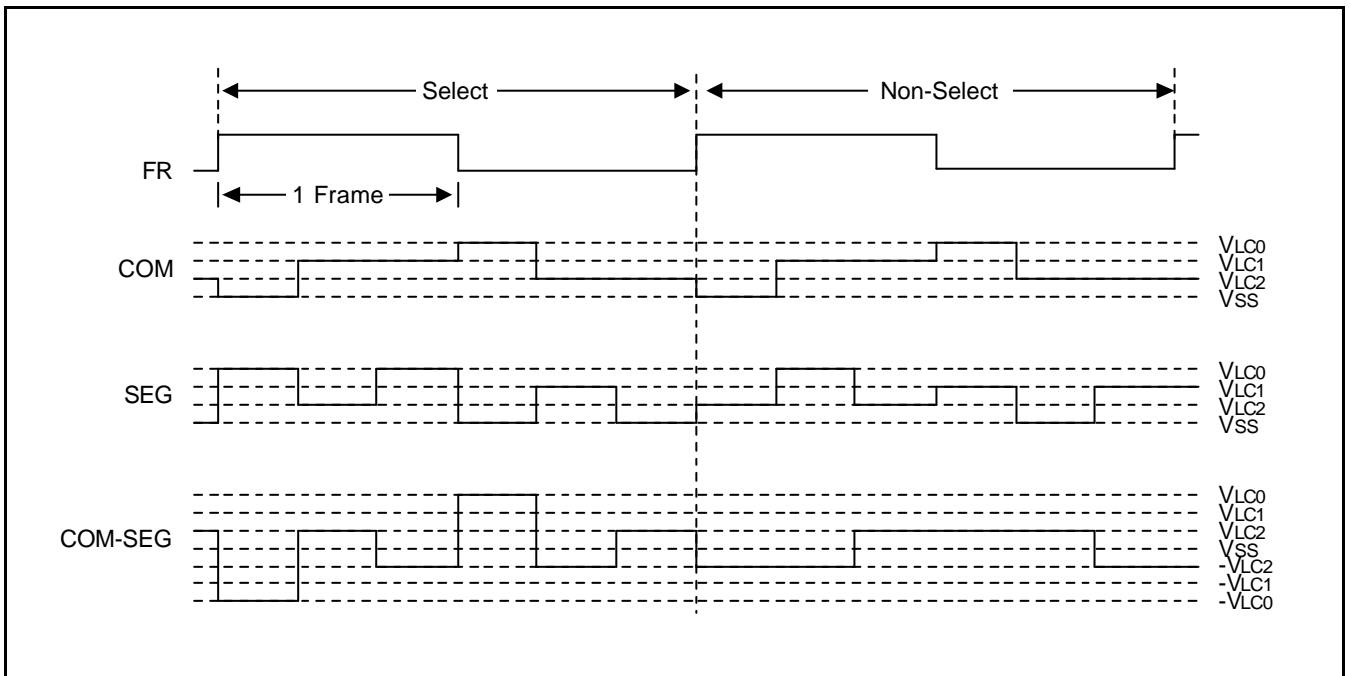 Select
Non-Select
FR
1 Frame
COM
VLC0
VLC1
VLC2
VSS
SEG
VLC0
VLC1
VLC2
VSS
COM-SEG
VLC0
VLC1
VLC2
VSS
-VLC2
-VLC1
-VLC0